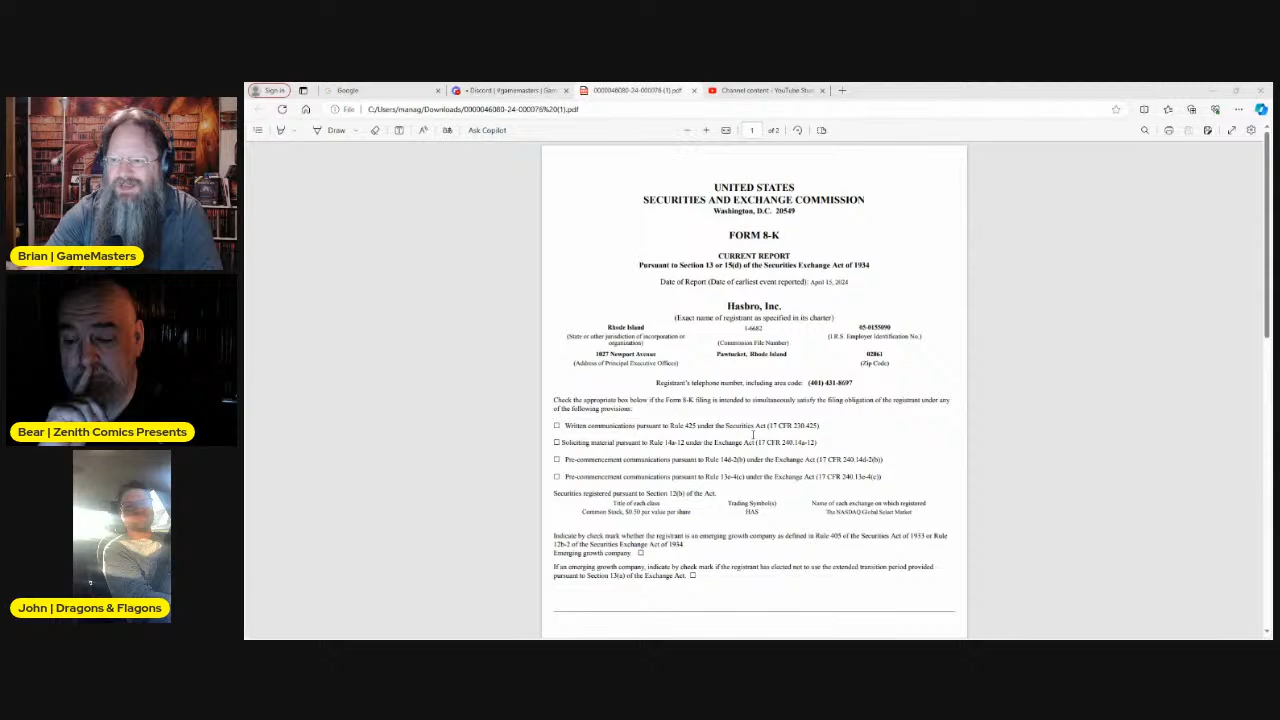 Sign in
Google
• Discord | #gamemasters | Gam
0000046080-24-000076 (1).pdf
Channel content - YouTube Stud
File
C:/Users/manag/Downloads/0000046080-24-000076%20(1).pdf
Draw
Ask Copilot
1
of 2
UNITED STATES
SECURITIES AND EXCHANGE COMMISSION
Washington, D.C. 20549
FORM 8-K
CURRENT REPORT
Pursuant to Section 13 or 15(d) of the Securities Exchange Act of 1934
Date of Report (Date of earliest event reported): April 15, 2024
Hasbro, Inc.
(Exact name of registrant as specified in its charter)
Rhode Island 1-6682 05-0155090
(State or other jurisdiction of incorporation or organization) (Commission File Number) (I.R.S. Employer Identification No.)
1027 Newport Avenue Pawtucket, Rhode Island 02861
(Address of Principal Executive Offices) (Zip Code)
Registrant's telephone number, including area code: (401) 431-8697
Check the appropriate box below if the Form 8-K filing is intended to simultaneously satisfy the filing obligation of the registrant under any
of the following provisions:
☐ Written communications pursuant to Rule 425 under the Securities Act (17 CFR 230.425)
☐ Soliciting material pursuant to Rule 14a-12 under the Exchange Act (17 CFR 240.14a-12)
☐ Pre-commencement communications pursuant to Rule 14d-2(b) under the Exchange Act (17 CFR 240.14d-2(b))
☐ Pre-commencement communications pursuant to Rule 13e-4(c) under the Exchange Act (17 CFR 240.13e-4(c))
Securities registered pursuant to Section 12(b) of the Act.
Title of each class Trading Symbol(s) Name of each exchange on which registered
Common Stock, $0.50 par value per share HAS The NASDAQ Global Select Market
Indicate by check mark whether the registrant is an emerging growth company as defined in Rule 405 of the Securities Act of 1933 or Rule
12b-2 of the Securities Exchange Act of 1934.
Emerging growth company ☐
If an emerging growth company, indicate by check mark if the registrant has elected not to use the extended transition period provided
pursuant to Section 13(a) of the Exchange Act. ☐
Brian | GameMasters
Bear | Zenith Comics Presents
John | Dragons & Flagons